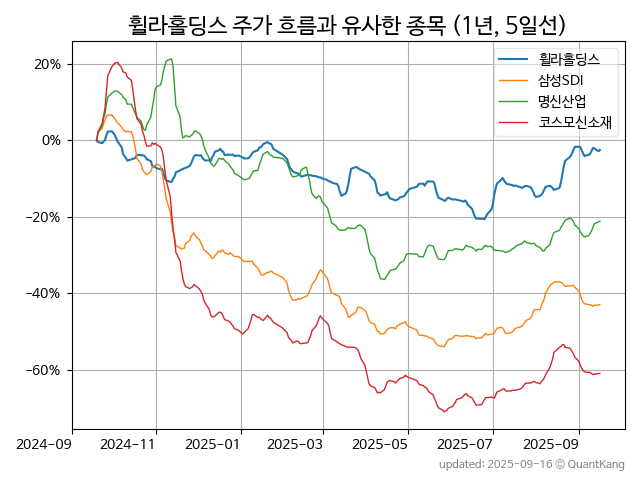 휠라홀딩스 주가 흐름과 유사한 종목 (1년, 5일선)
휠라홀딩스
삼성SDI
명신산업
코스모신소재
20%
0%
−20%
−40%
−60%
2024-09 2024-11 2025-01 2025-03 2025-05 2025-07 2025-09
updated: 2025-09-16 © QuantKang